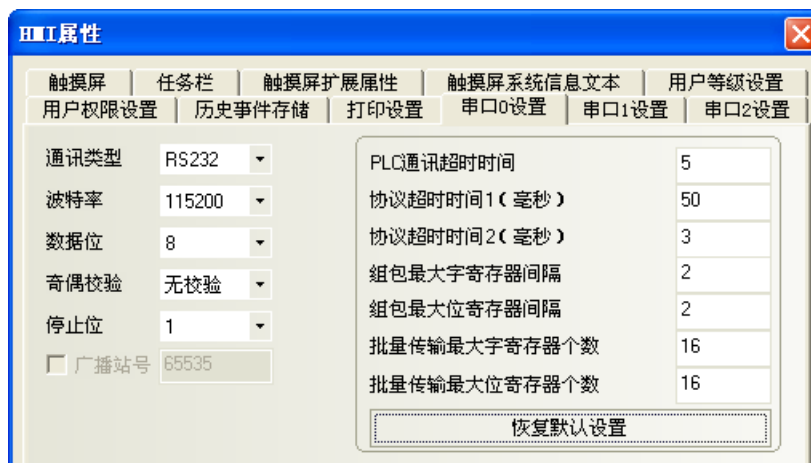 HMI属性
触摸屏 任务栏 触摸屏扩展属性 触摸屏系统信息文本 用户等级设置
用户权限设置 历史事件存储 打印设置 串口0设置 串口1设置 串口2设置
通讯类型 RS232
波特率 115200
数据位 8
奇偶校验 无校验
停止位 1
广播站号 65535
PLC通讯超时时间 5
协议超时时间1(毫秒) 50
协议超时时间2(毫秒) 3
组包最大字寄存器间隔 2
组包最大位寄存器间隔 2
批量传输最大字寄存器个数 16
批量传输最大位寄存器个数 16
恢复默认设置